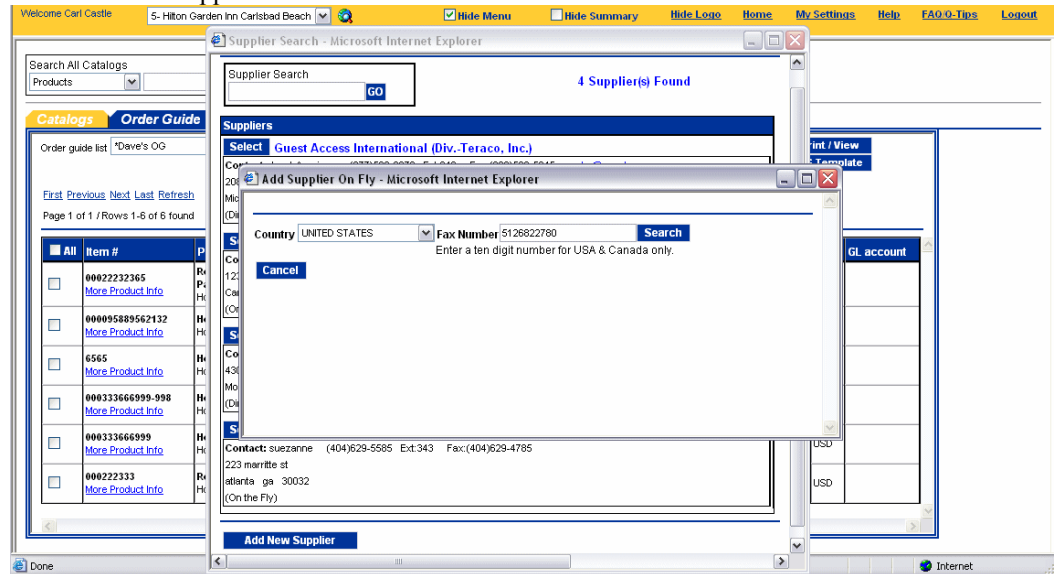 Welcome Carl Castle 5- Hilton Garden Inn Carlsbad Beach Hide Menu Hide Summary Hide Logo Home My Settings Help FAQ/Q-Tips Logout
Supplier Search - Microsoft Internet Explorer
Search All Catalogs
Products
Supplier Search
GO
4 Supplier(s) Found
Catalogs Order Guide
Order guide list *Dave's OG
Suppliers
Select Guest Access International (Div.-Teraco, Inc.)
Print / View
Template
Add Supplier On Fly - Microsoft Internet Explorer
First Previous Next Last Refresh
Page 1 of 1 / Rows 1-6 of 6 found
Country UNITED STATES Fax Number 5126822780 Search
Enter a ten digit number for USA & Canada only.
Cancel
All Item # GL account
00022232365
More Product Info
000095889562132
More Product Info
6565
More Product Info
000333666999-998
More Product Info
000333666999
More Product Info
USD
Contact: suezanne (404)629-5585 Ext:343 Fax:(404)629-4785
223 marritte st
atlanta ga 30032
(On the Fly)
000222333
More Product Info
USD
Add New Supplier
Done Internet